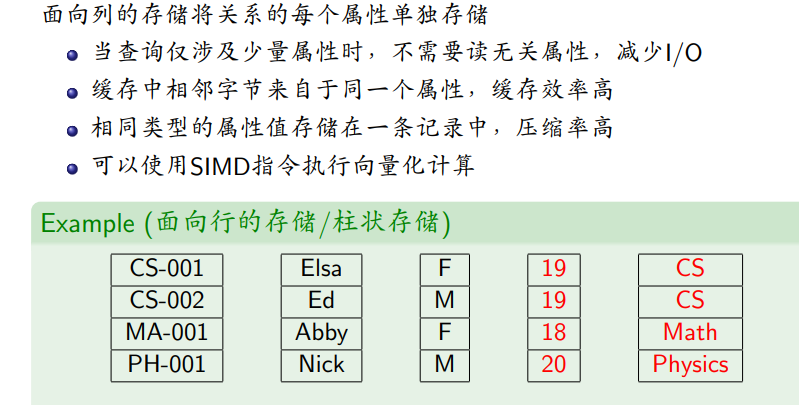 面向列的存储将关系的每个属性单独存储
当查询仅涉及少量属性时，不需要读无关属性，减少I/O
缓存中相邻字节来自于同一个属性，缓存效率高
相同类型的属性值存储在一条记录中，压缩率高
可以使用SIMD指令执行向量化计算
Example (面向行的存储/柱状存储)
CS-001 Elsa F 19 CS
CS-002 Ed M 19 CS
MA-001 Abby F 18 Math
PH-001 Nick M 20 Physics